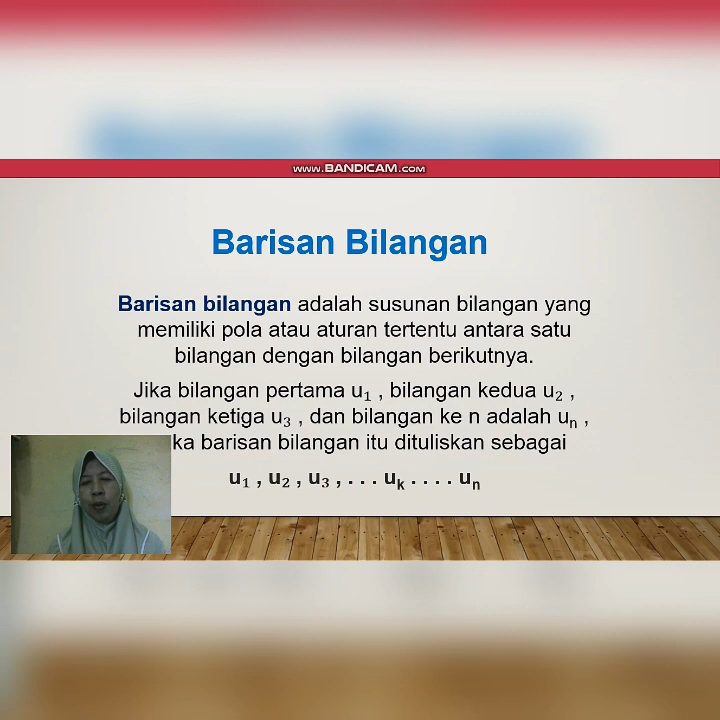 www.BANDICAM.com
Barisan Bilangan
Barisan bilangan adalah susunan bilangan yang
memiliki pola atau aturan tertentu antara satu
bilangan dengan bilangan berikutnya.
Jika bilangan pertama u₁ , bilangan kedua u₂ ,
bilangan ketiga u₃ , dan bilangan ke n adalah uₙ ,
ka barisan bilangan itu dituliskan sebagai
u₁ , u₂ , u₃ , . . . uₖ . . . . uₙ